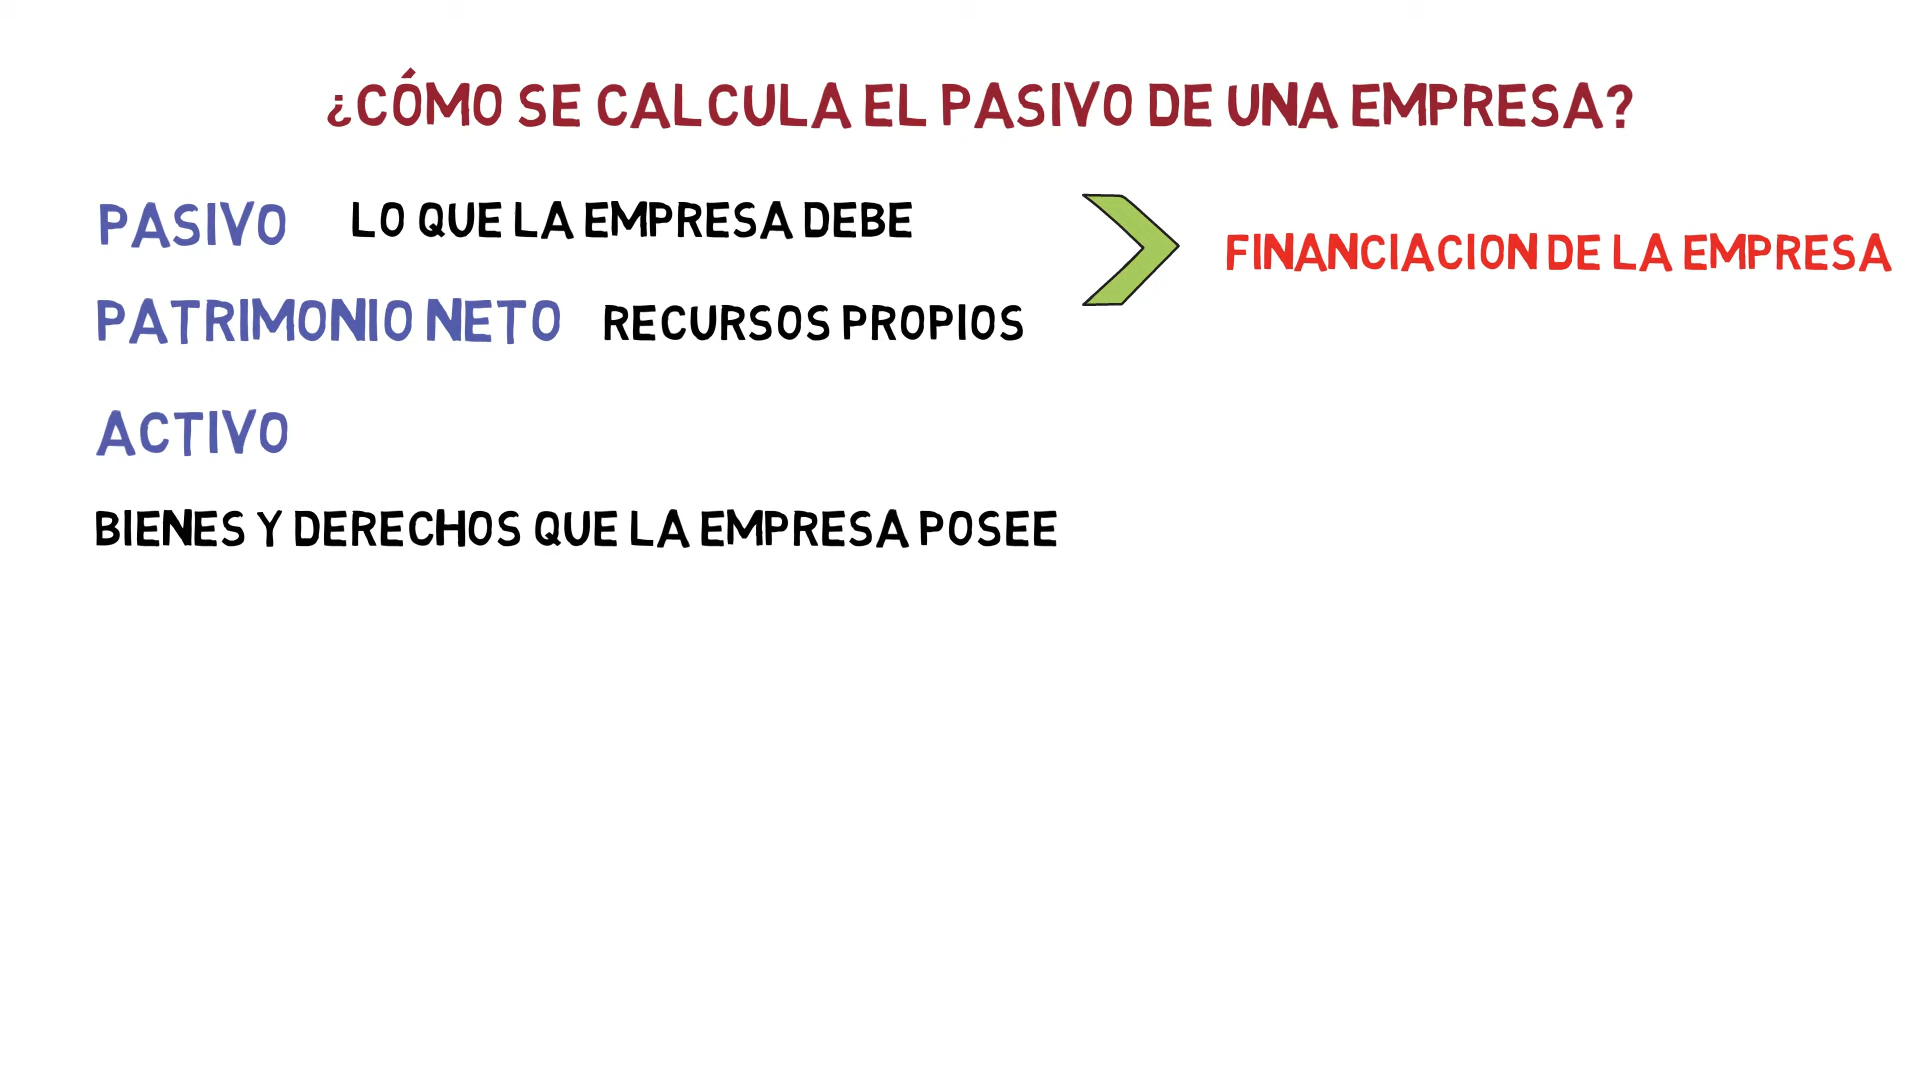 ¿CÓMO SE CALCULA EL PASIVO DE UNA EMPRESA?
PASIVO LO QUE LA EMPRESA DEBE
FINANCIACION DE LA EMPRESA
PATRIMONIO NETO RECURSOS PROPIOS
ACTIVO
BIENES Y DERECHOS QUE LA EMPRESA POSEE